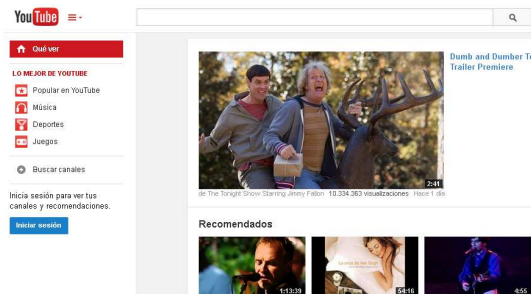 YouTube
Qué ver
LO MEJOR DE YOUTUBE
Popular en YouTube
Música
Deportes
Juegos
Buscar canales
Inicia sesión para ver tus
canales y recomendaciones.
Iniciar sesión
Dumb and Dumber T
Trailer Premiere
2:41
de The Tonight Show Starring Jimmy Fallon 10.334.363 visualizaciones Hace 1 día
Recomendados
1:13:39
54:16
4:55